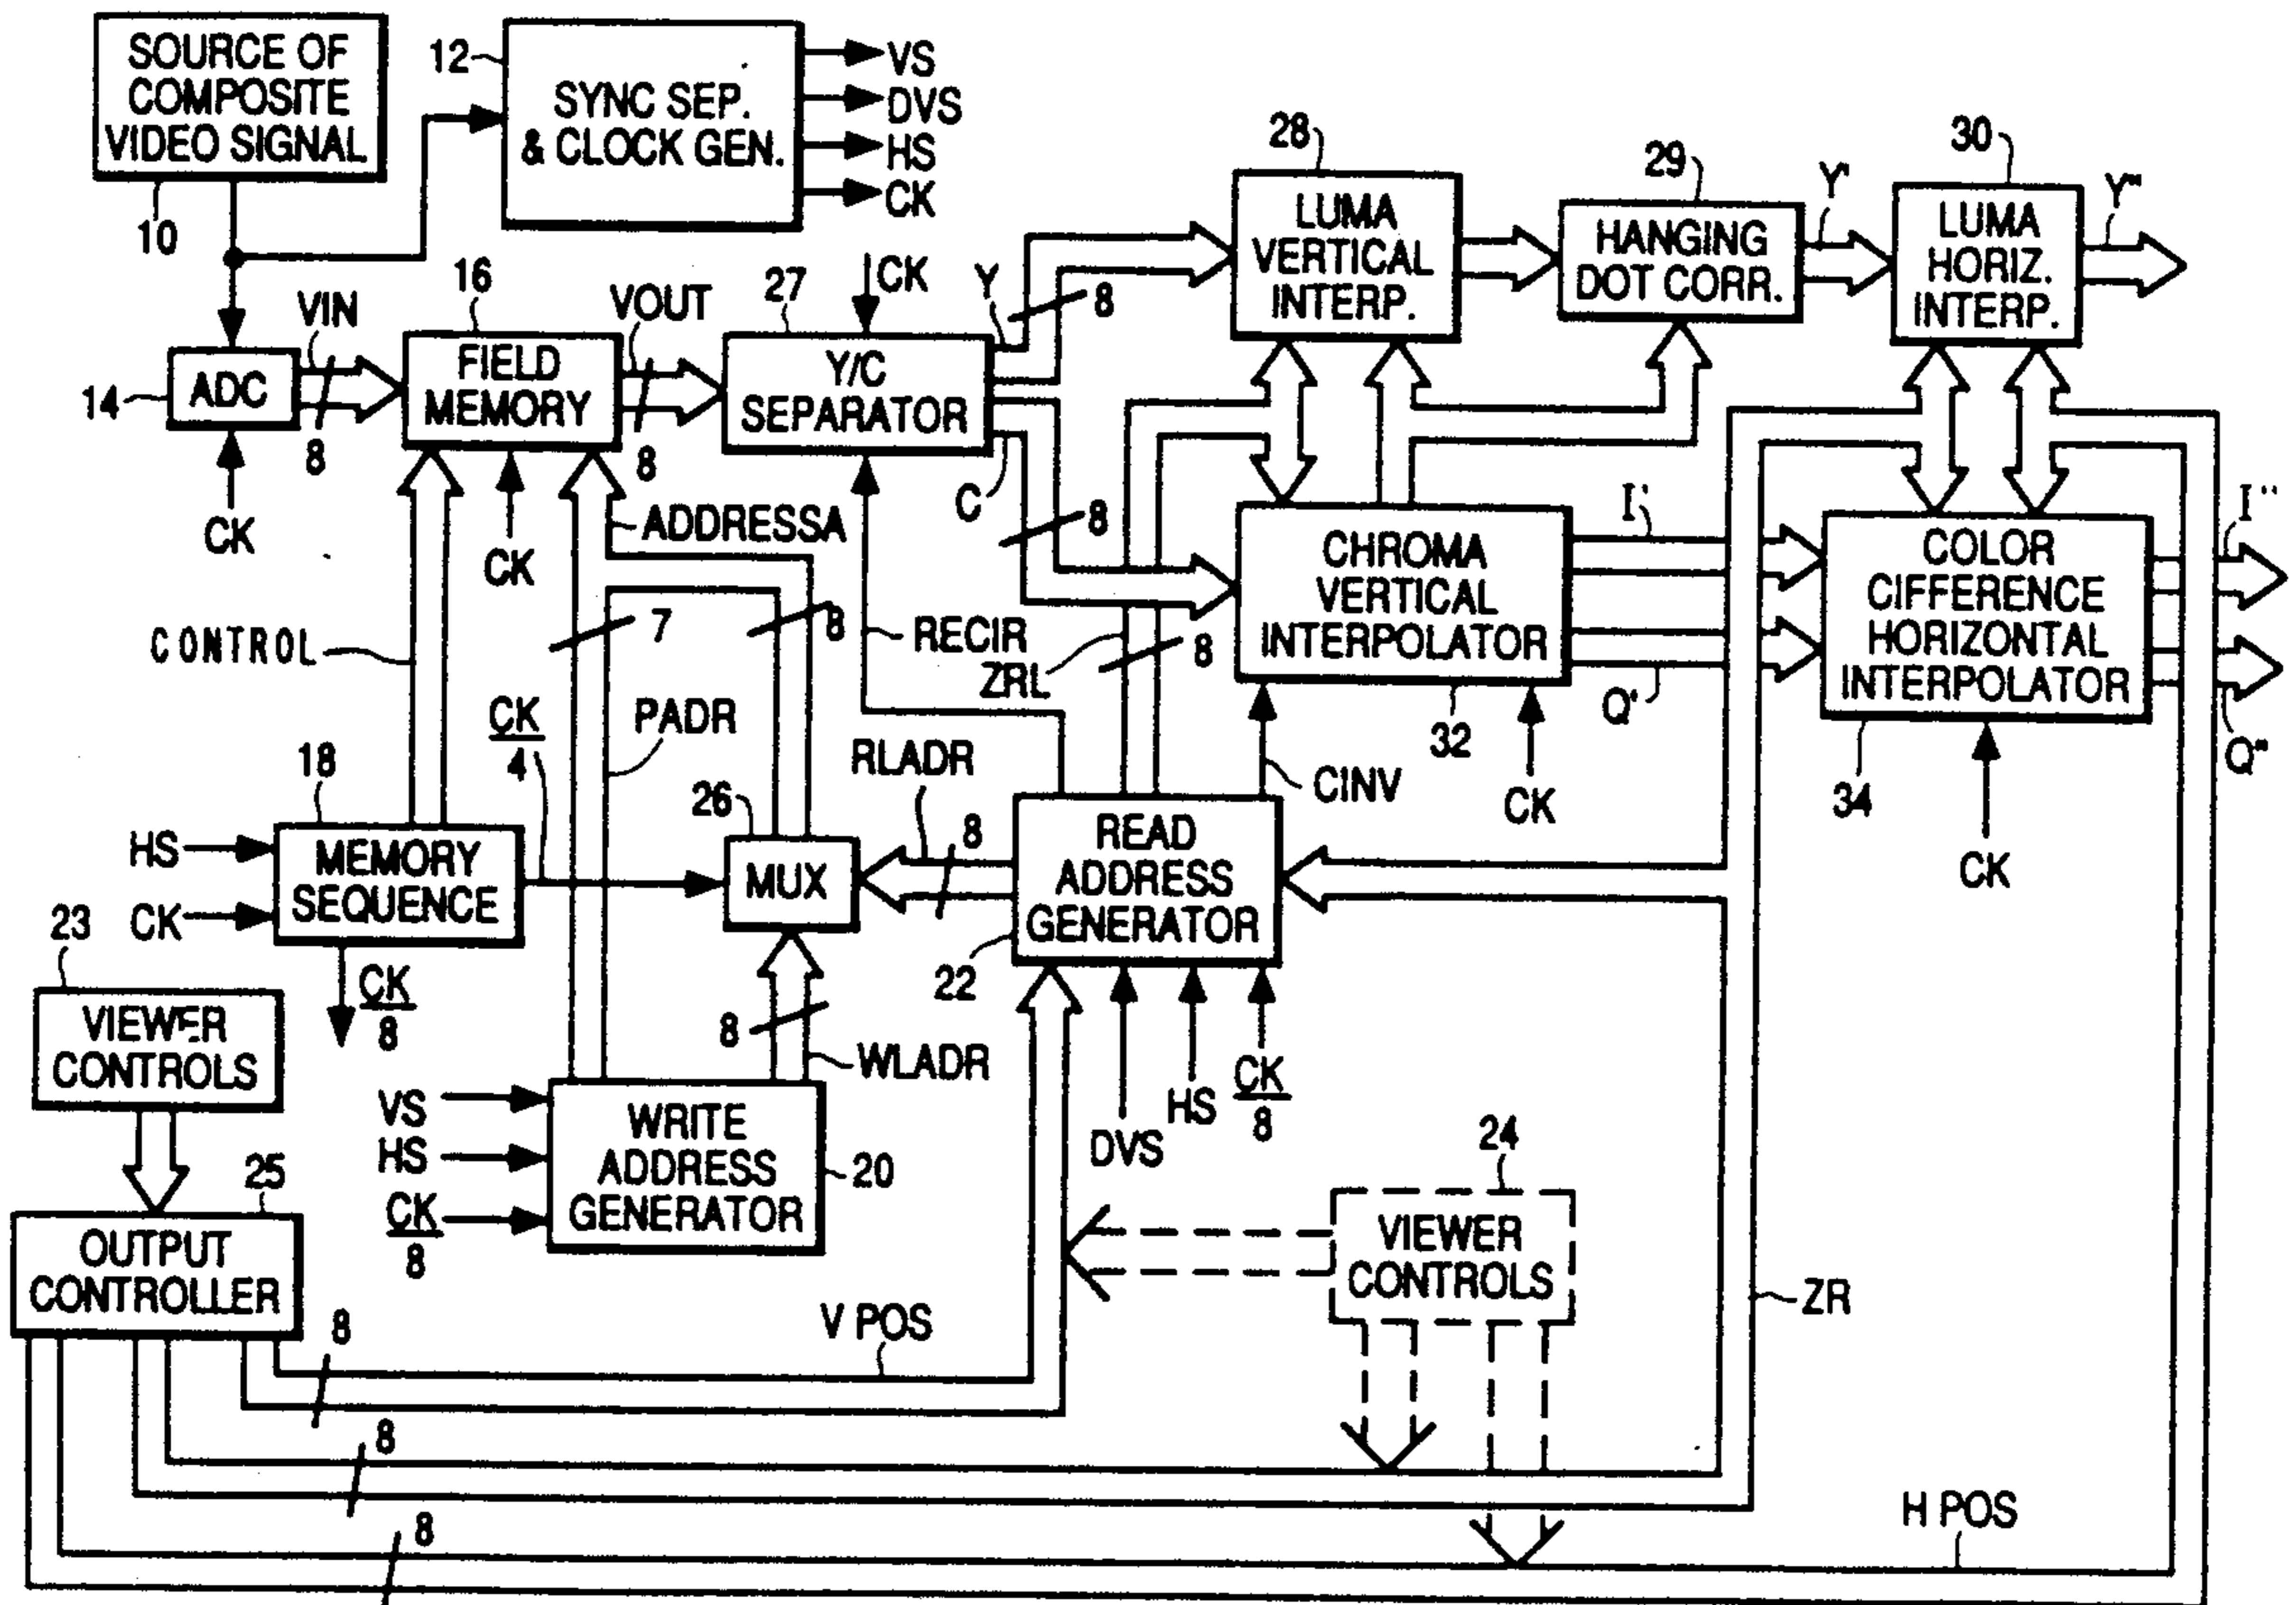 SOURCE OF
COMPOSITE
VIDEO SIGNAL
10
12
SYNC SEP.
& CLOCK GEN.
VS
DVS
HS
CK
28
LUMA
VERTICAL
INTERP.
29
HANGING
DOT CORR.
Y'
30
LUMA
HORIZ.
INTERP.
Y"
VIN
14
ADC
8
CK
16
FIELD
MEMORY
CK
VOUT
8
27
CK
Y/C
SEPARATOR
Y
8
C
8
ADDRESSA
CONTROL
7
8
PADR
RECIR
ZRL
8
CHROMA
VERTICAL
INTERPOLATOR
32
CK
CINV
I'
Q'
COLOR
CIFFERENCE
HORIZONTAL
INTERPOLATOR
34
CK
I"
Q"
18
HS
CK
MEMORY
SEQUENCE
CK
4
CK
8
26
MUX
RLADR
8
READ
ADDRESS
GENERATOR
22
DVS
HS
CK
8
8
WLADR
23
VIEWER
CONTROLS
VS
HS
CK
8
WRITE
ADDRESS
GENERATOR
20
24
VIEWER
CONTROLS
25
OUTPUT
CONTROLLER
8
V POS
ZR
8
8
H POS